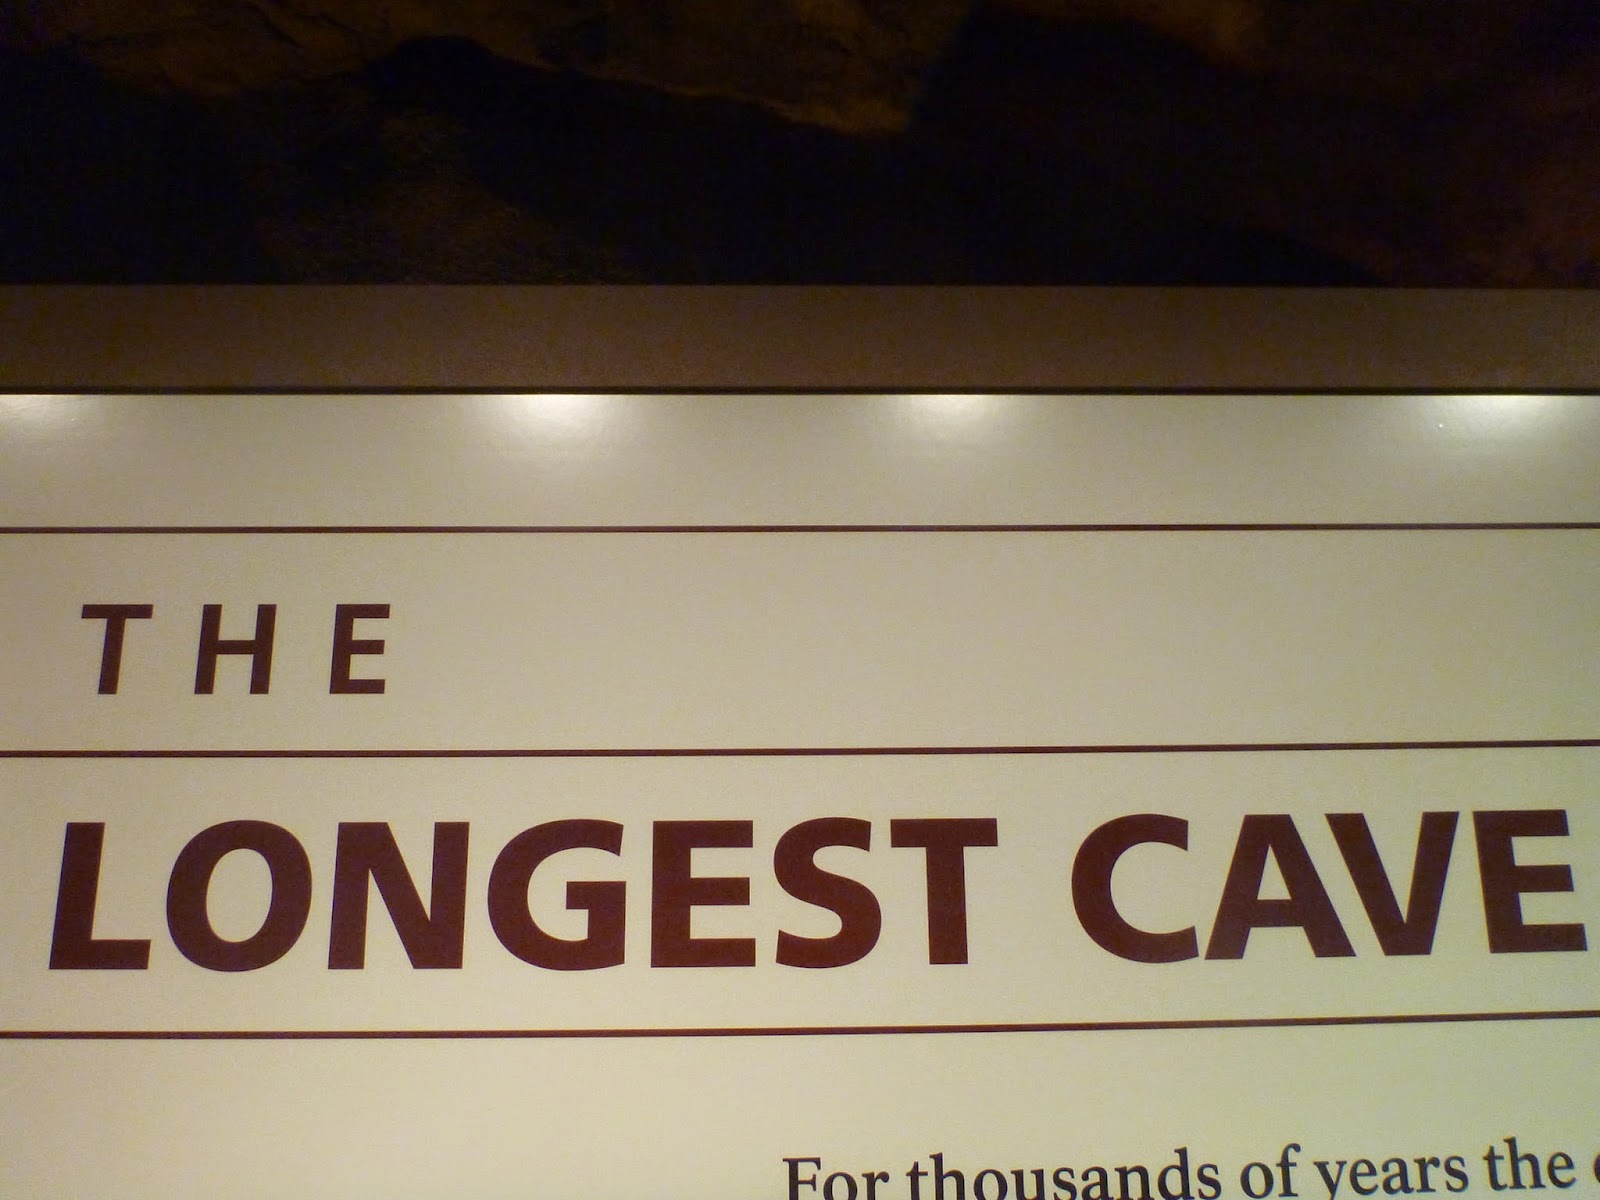 THE
LONGEST CAVE
For thousands of years the